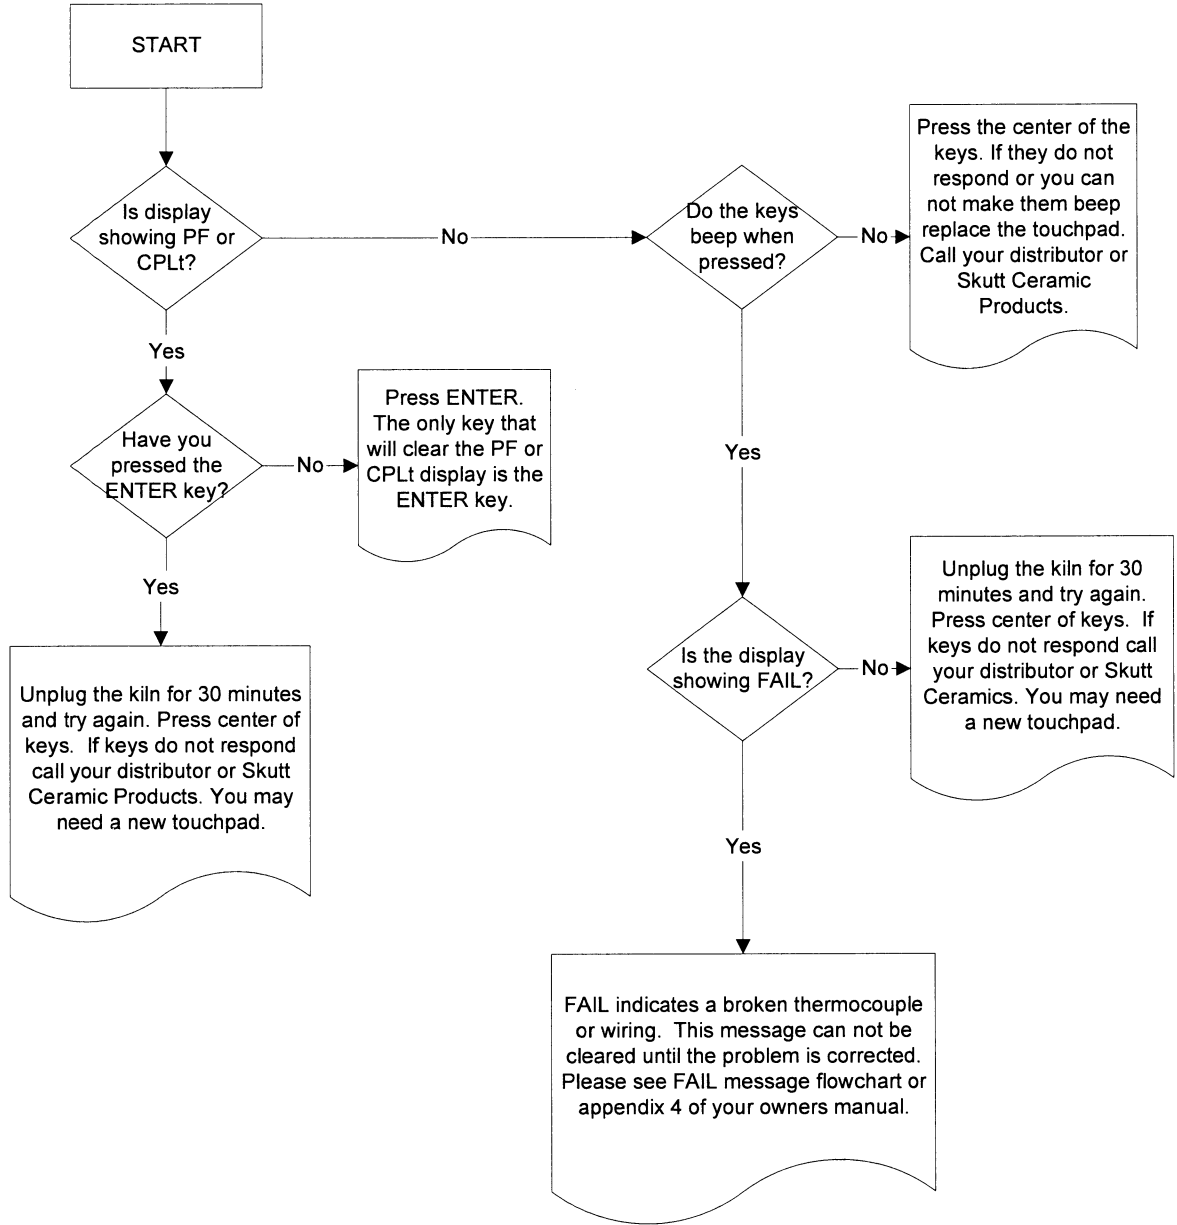 START
Is display
showing PF or
CPLt?
No
Do the keys
beep when
pressed?
No
Press the center of the
keys. If they do not
respond or you can
not make them beep
replace the touchpad.
Call your distributor or
Skutt Ceramic
Products.
Yes
Have you
pressed the
ENTER key?
No
Press ENTER.
The only key that
will clear the PF or
CPLt display is the
ENTER key.
Yes
Unplug the kiln for 30 minutes
and try again. Press center of
keys. If keys do not respond
call your distributor or Skutt
Ceramic Products. You may
need a new touchpad.
Yes
Is the display
showing FAIL?
No
Unplug the kiln for 30
minutes and try again.
Press center of keys. If
keys do not respond call
your distributor or Skutt
Ceramics. You may need
a new touchpad.
Yes
FAIL indicates a broken thermocouple
or wiring. This message can not be
cleared until the problem is corrected.
Please see FAIL message flowchart or
appendix 4 of your owners manual.